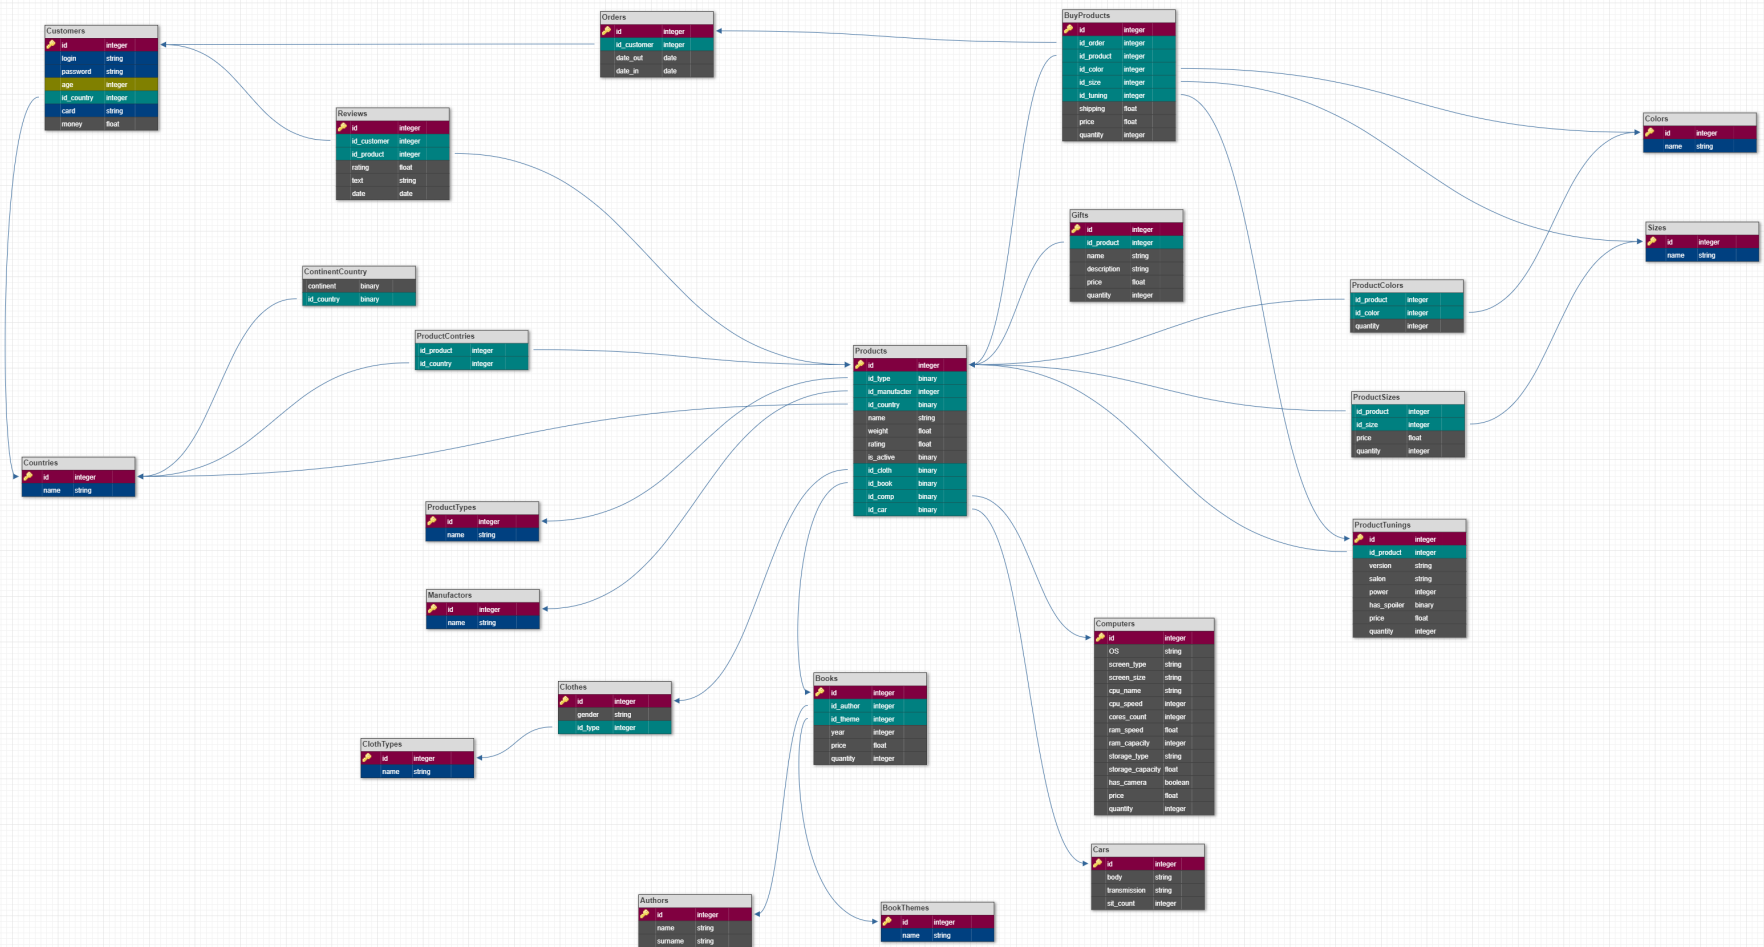 Customers
id integer
login string
password string
age integer
id_country integer
card string
money float
Orders
id integer
id_customer integer
date_out date
date_in date
BuyProducts
id integer
id_order integer
id_product integer
id_color integer
id_size integer
id_tuning integer
shipping float
price float
quantity integer
Reviews
id integer
id_customer integer
id_product integer
rating float
text string
date date
Colors
id integer
name string
Gifts
id integer
id_product integer
name string
description string
price float
quantity integer
Sizes
id integer
name string
ContinentCountry
continent binary
id_country binary
ProductColors
id_product integer
id_color integer
quantity integer
ProductContries
id_product integer
id_country integer
Products
id integer
id_type binary
id_manufacter integer
id_country binary
name string
weight float
rating float
is_active binary
id_cloth binary
id_book binary
id_comp binary
id_car binary
ProductSizes
id_product integer
id_size integer
price float
quantity integer
Countries
id integer
name string
ProductTypes
id integer
name string
ProductTunings
id integer
id_product integer
version string
salon string
power integer
has_spoiler binary
price float
quantity integer
Manufactors
id integer
name string
Computers
id integer
OS string
screen_type string
screen_size string
cpu_name string
cpu_speed integer
cores_count integer
ram_speed float
ram_capacity integer
storage_type string
storage_capacity float
has_camera boolean
price float
quantity integer
Clothes
id integer
gender string
id_type integer
Books
id integer
id_author integer
id_theme integer
year integer
price float
quantity integer
ClothTypes
id integer
name string
Cars
id integer
body string
transmission string
sit_count integer
Authors
id integer
name string
surname string
BookThemes
id integer
name string